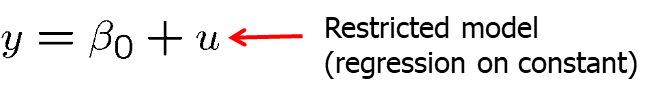 y = β₀ + u
Restricted model
(regression on constant)